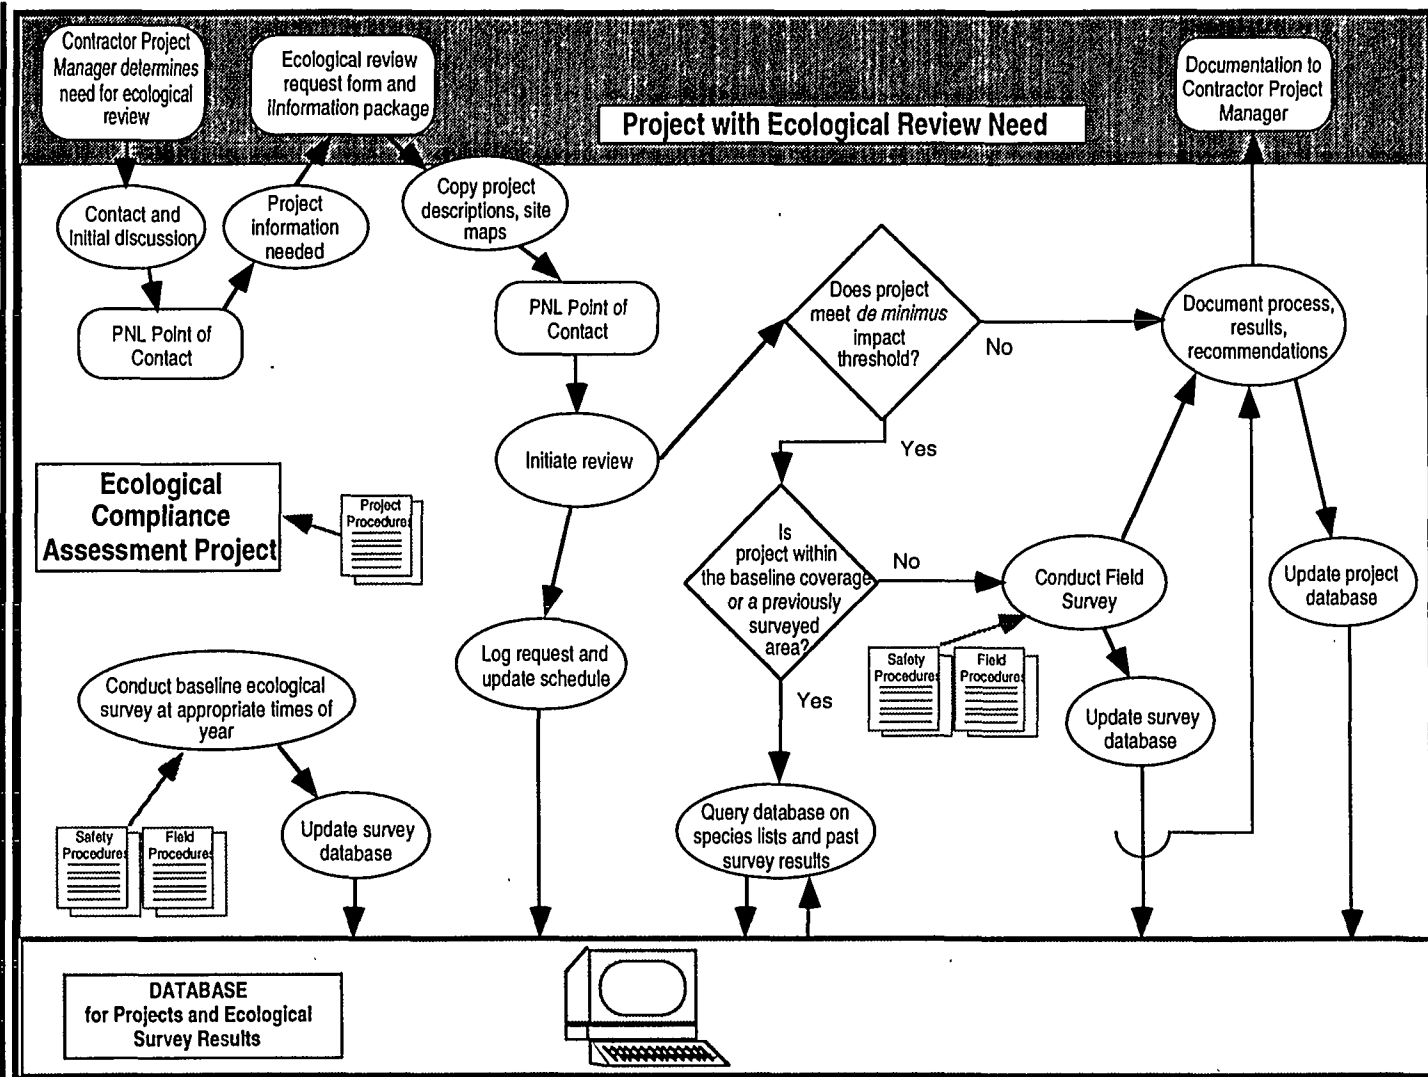 Contractor Project
Manager determines
need for ecological
review
Ecological review
request form and
iInformation package
Project with Ecological Review Need
Documentation to
Contractor Project
Manager
Contact and
Initial discussion
Project
information
needed
Copy project
descriptions, site
maps
PNL Point of
Contact
PNL Point of
Contact
Does project
meet de minimus
impact
threshold?
No
Yes
Document process,
results,
recommendations
Initiate review
Ecological
Compliance
Assessment Project
Project
Procedures
Is
project within
the baseline coverage
or a previously
surveyed
area?
No
Yes
Conduct Field
Survey
Update project
database
Log request and
update schedule
Safety
Procedures
Field
Procedures
Update survey
database
Conduct baseline ecological
survey at appropriate times of
year
Safety
Procedures
Field
Procedures
Update survey
database
Query database on
species lists and past
survey results
DATABASE
for Projects and Ecological
Survey Results